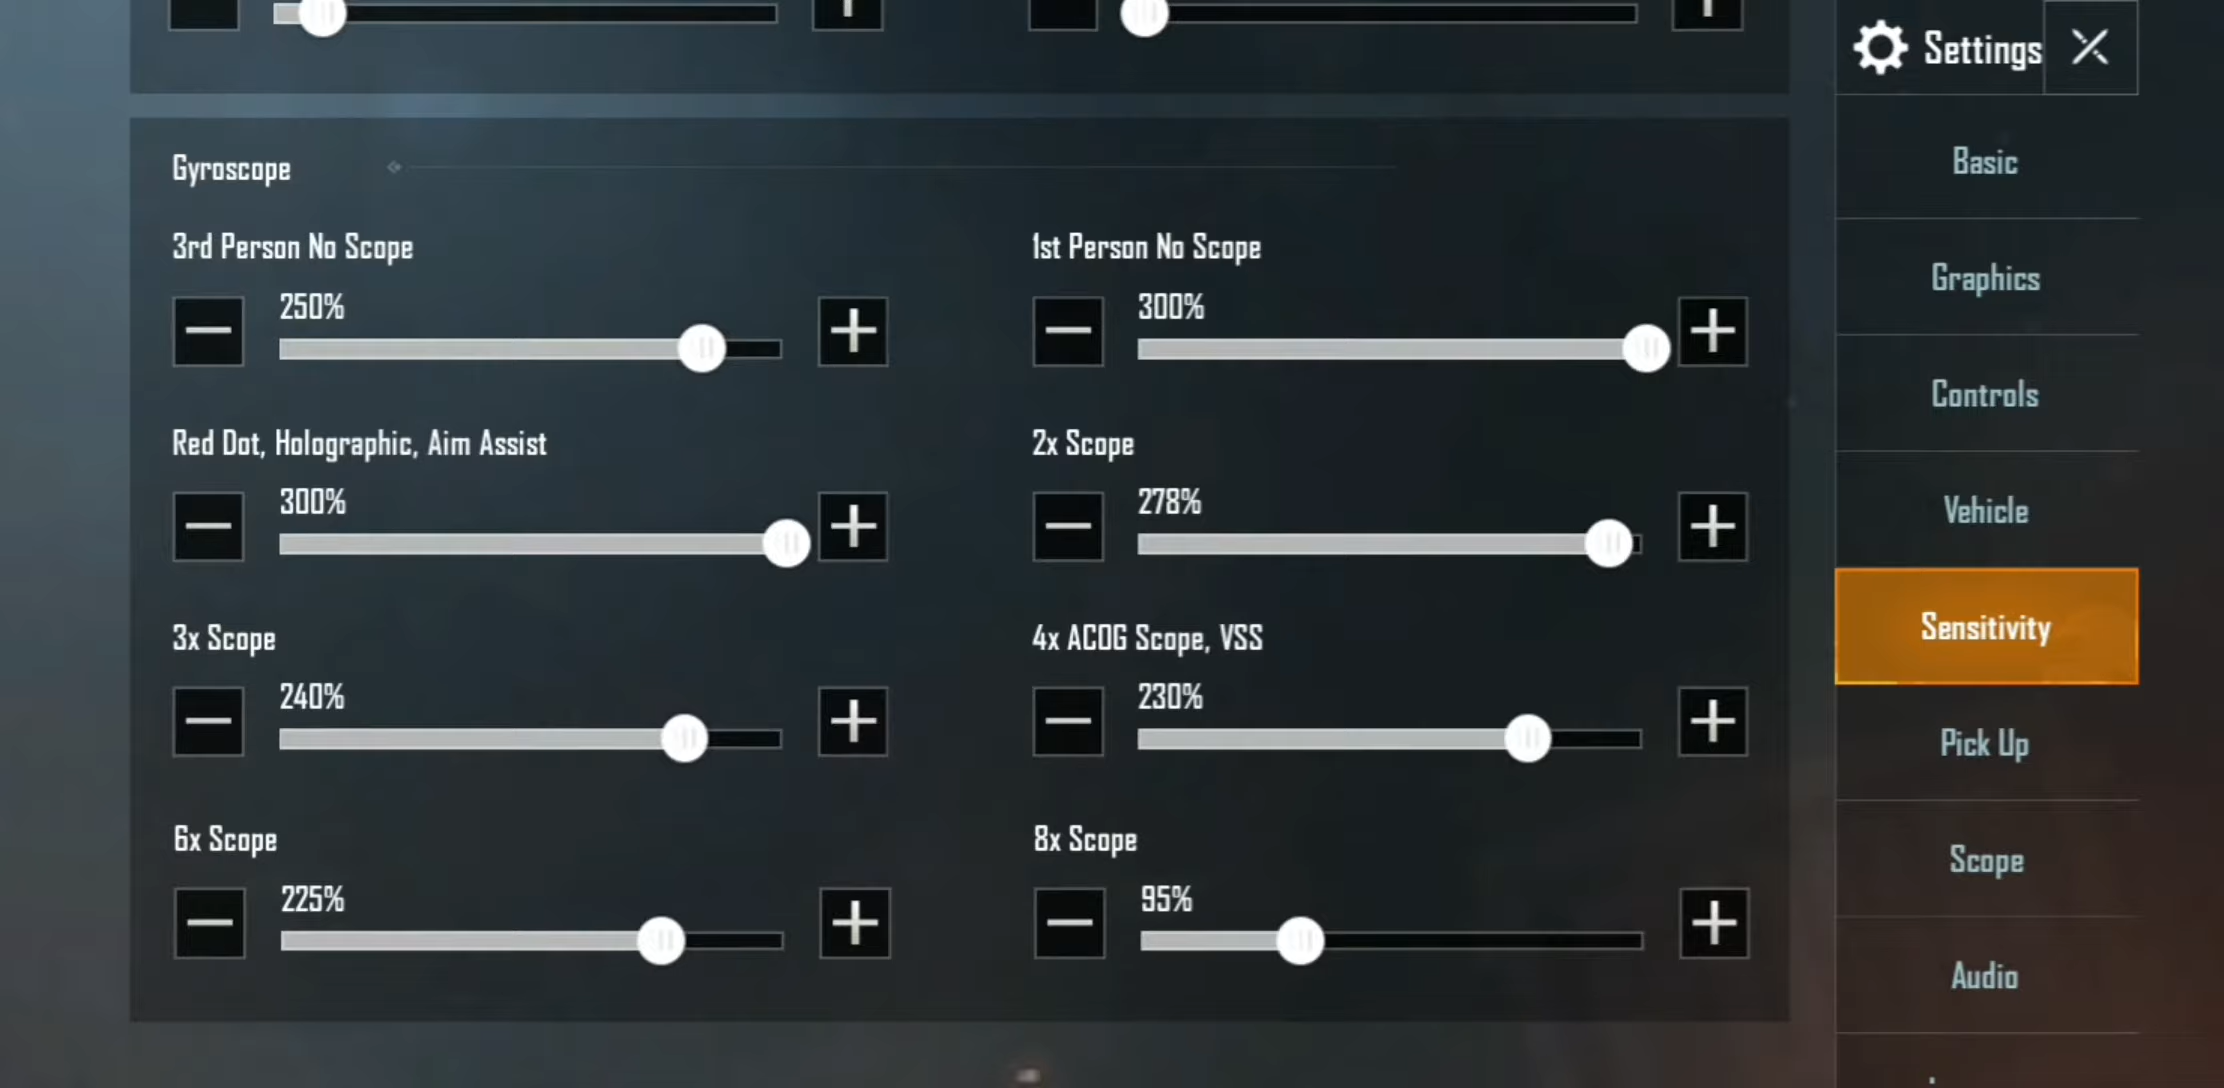 Settings
Gyroscope
3rd Person No Scope
250%
1st Person No Scope
300%
Red Dot, Holographic, Aim Assist
300%
2x Scope
278%
3x Scope
240%
4x ACOG Scope, VSS
230%
6x Scope
225%
8x Scope
95%
Basic
Graphics
Controls
Vehicle
Sensitivity
Pick Up
Scope
Audio